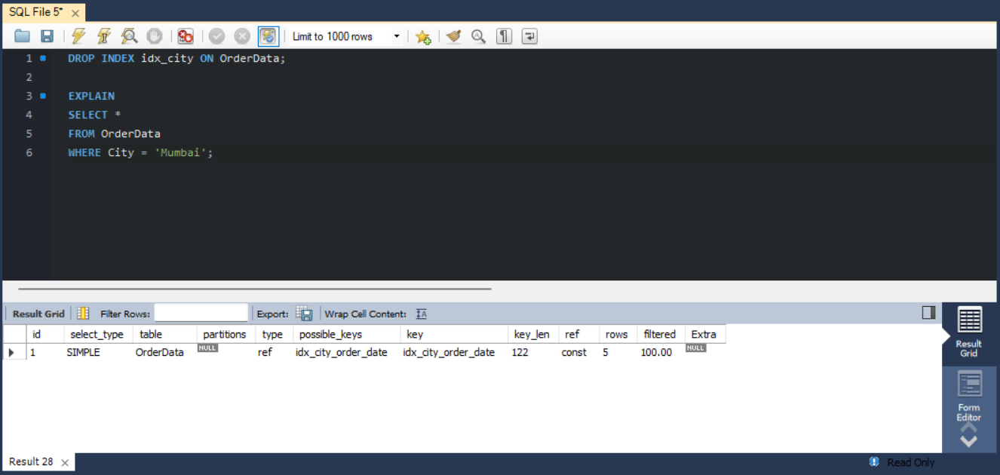 SQL File 5*
Limit to 1000 rows
1 DROP INDEX idx_city ON OrderData;
2
3 EXPLAIN
4 SELECT *
5 FROM OrderData
6 WHERE City = 'Mumbai';
Result Grid Filter Rows: Export: Wrap Cell Content: IA
id select_type table partitions type possible_keys key key_len ref rows filtered Extra
1 SIMPLE OrderData NULL ref idx_city_order_date idx_city_order_date 122 const 5 100.00 NULL
Result
Grid
Form
Editor
Result 28
Read Only